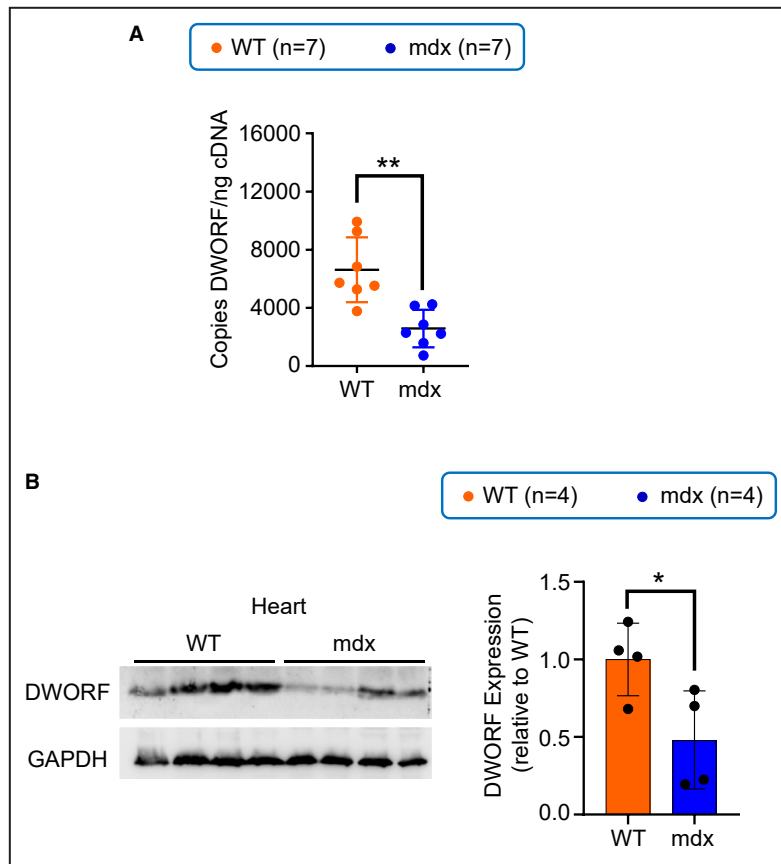 A
WT (n=7) mdx (n=7)
Copies DWORF/ng cDNA
16000
12000
8000
4000
0
**
WT mdx
B
WT (n=4) mdx (n=4)
Heart
WT mdx
DWORF
GAPDH
DWORF Expression
(relative to WT)
1.5
1.0
0.5
0.0
*
WT mdx